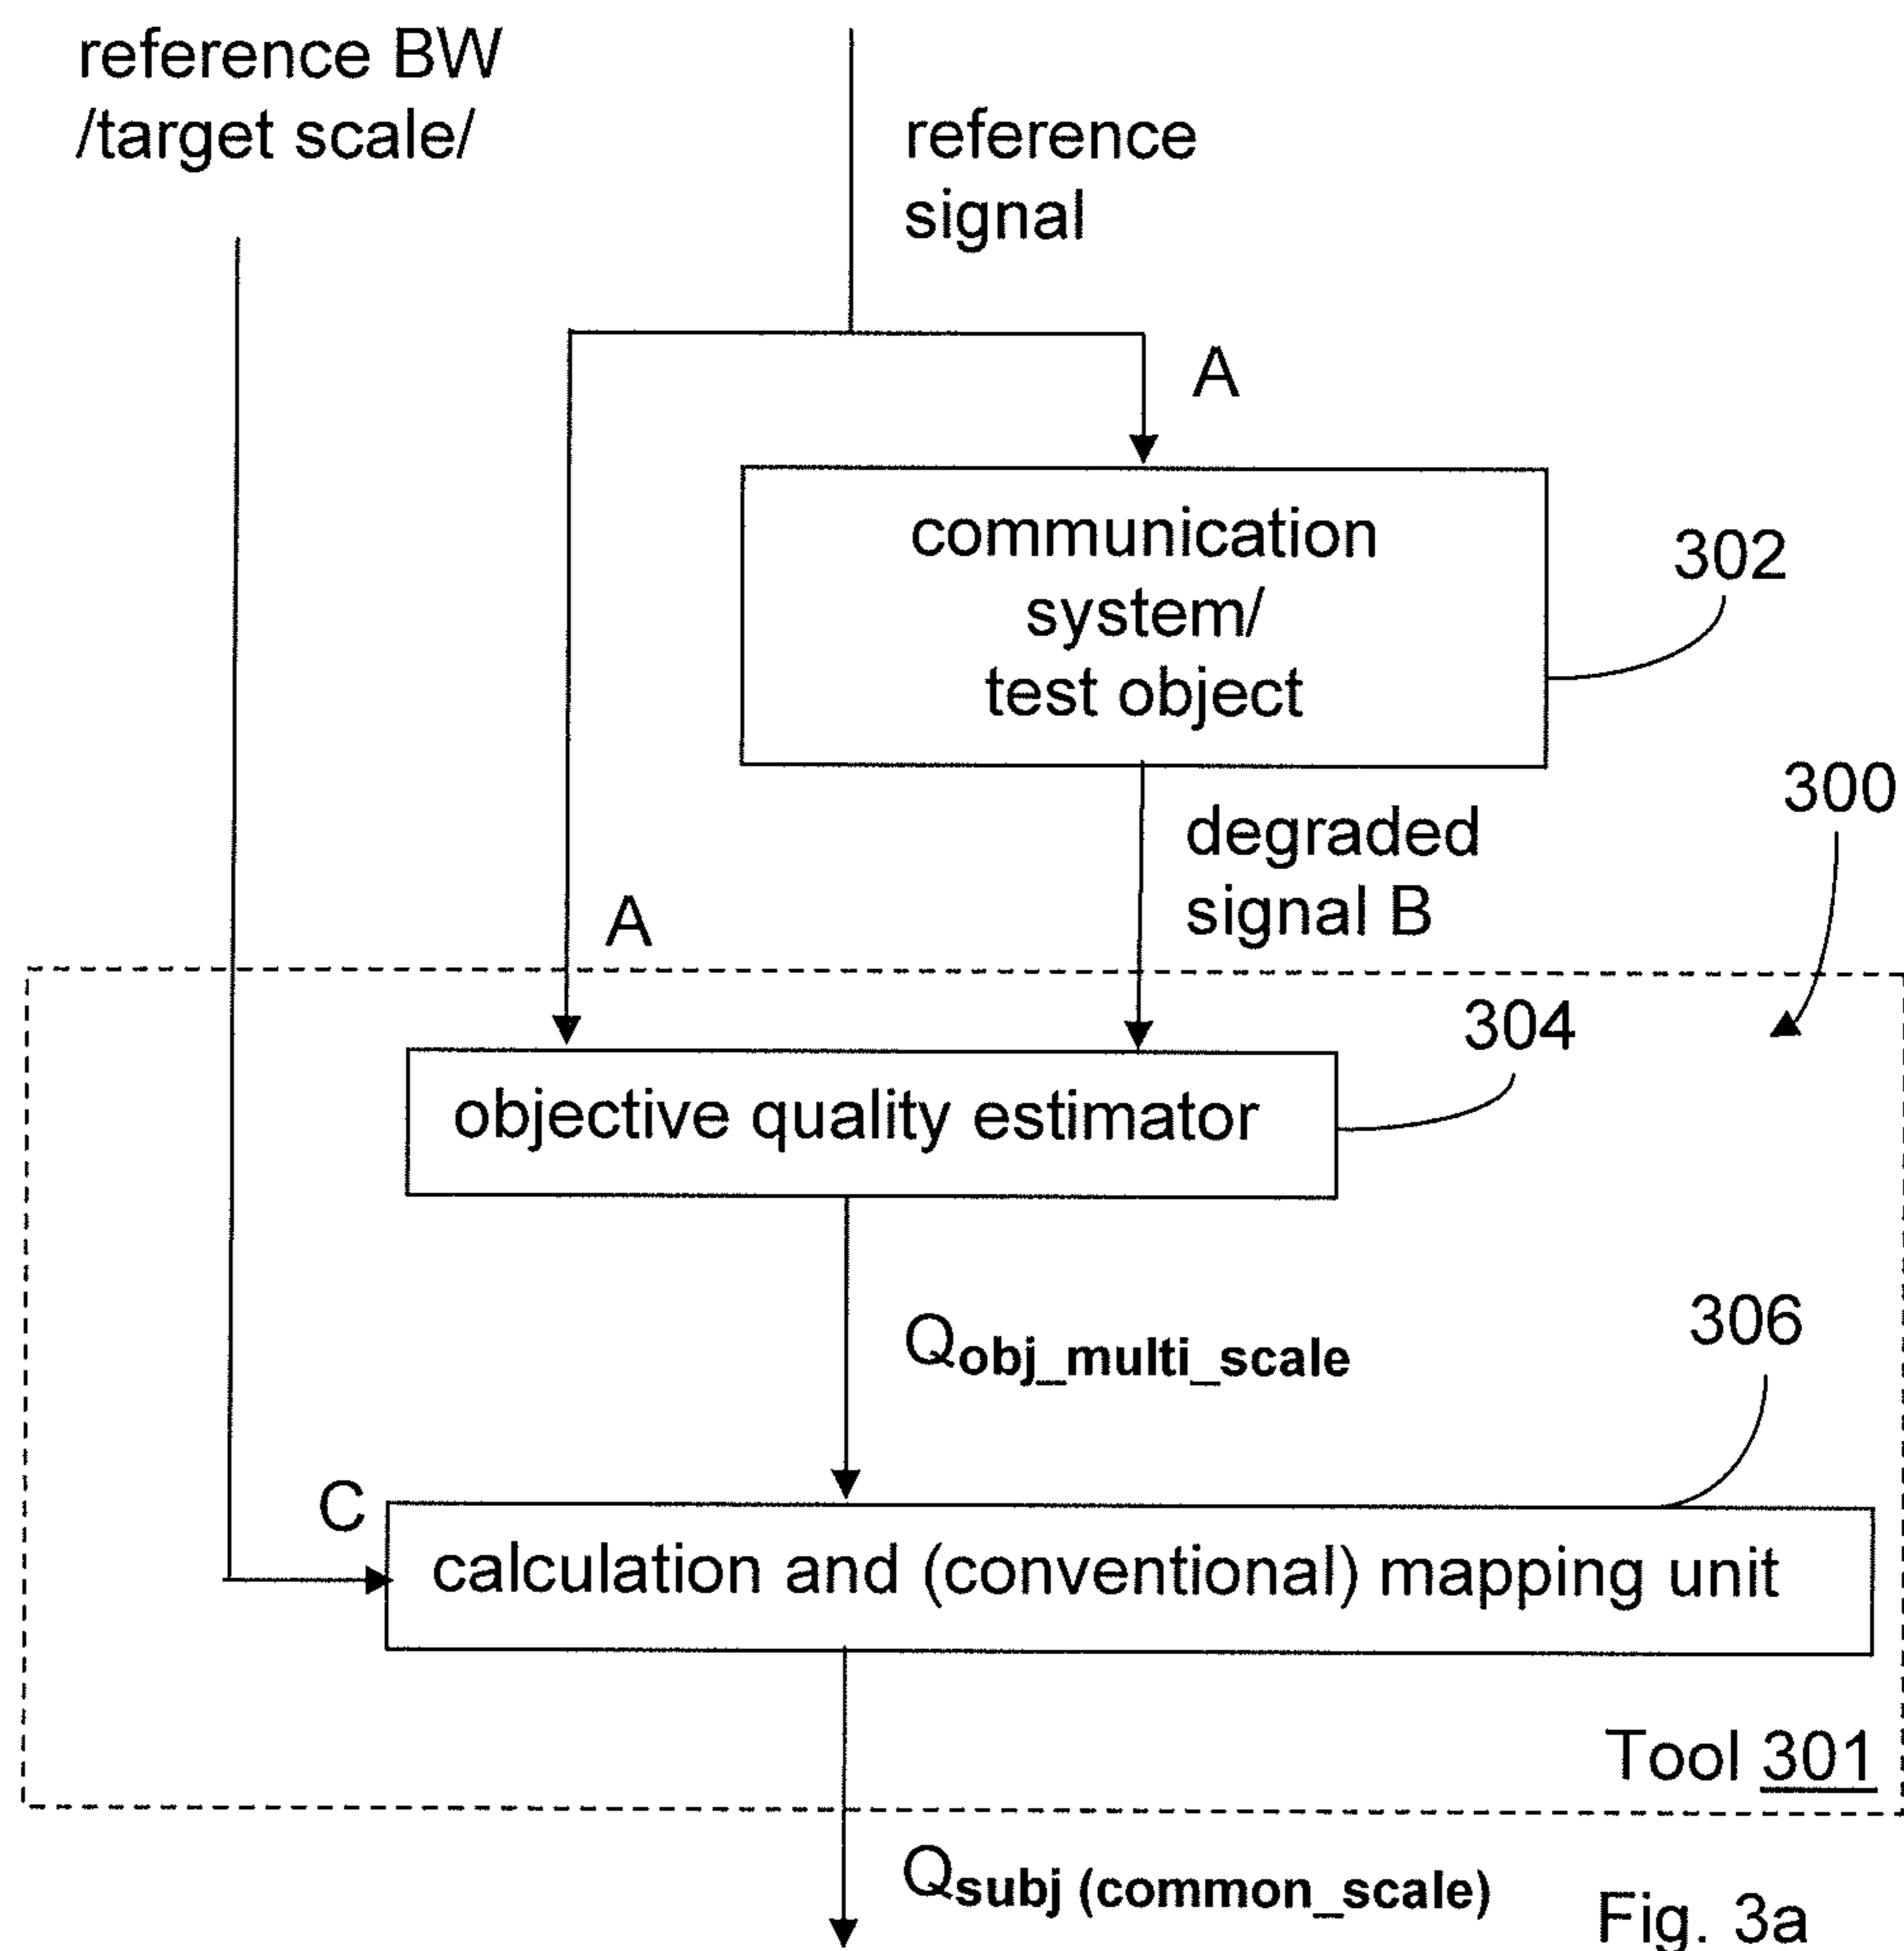 reference BW
/target scale/
reference
signal
A
communication
system/
test object
302
300
degraded
signal B
A
304
objective quality estimator
Qobj_multi_scale
306
C
calculation and (conventional) mapping unit
Tool 301
Qsubj (common_scale)
Fig. 3a